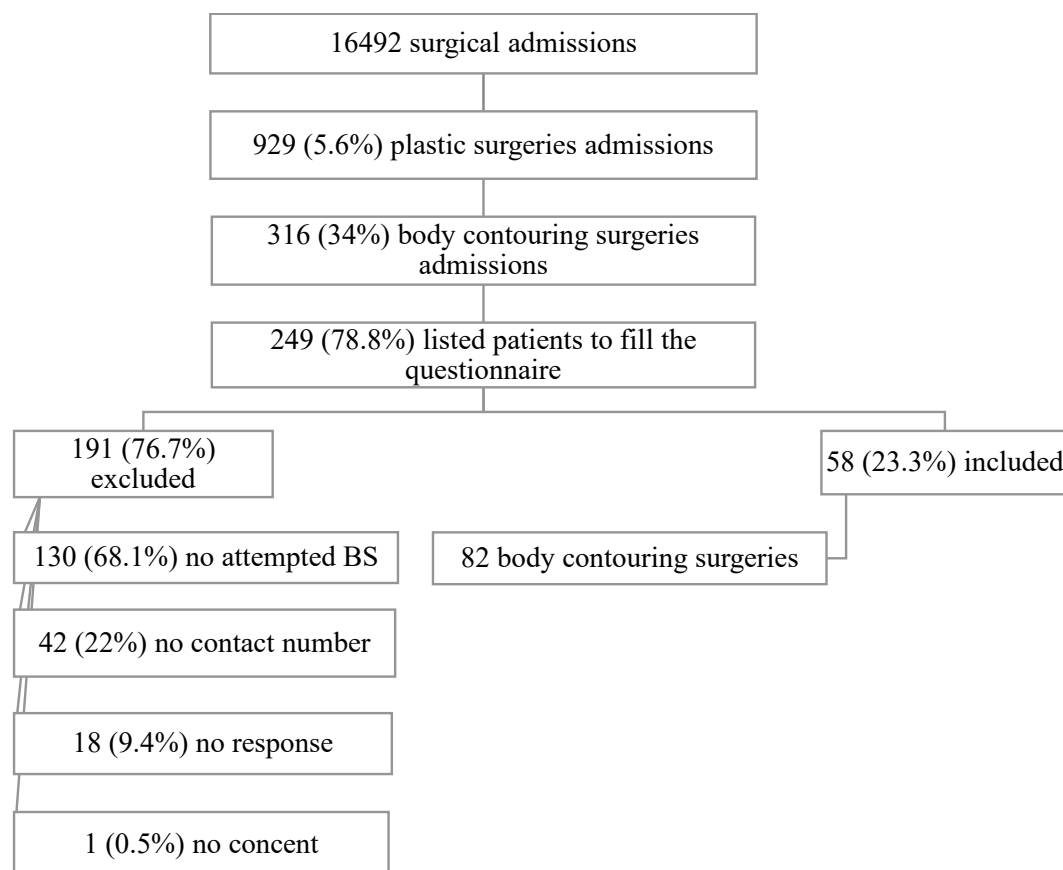 16492 surgical admissions
929 (5.6%) plastic surgeries admissions
316 (34%) body contouring surgeries
admissions
249 (78.8%) listed patients to fill the
questionnaire
191 (76.7%)
excluded
58 (23.3%) included
130 (68.1%) no attempted BS
82 body contouring surgeries
42 (22%) no contact number
18 (9.4%) no response
1 (0.5%) no concent